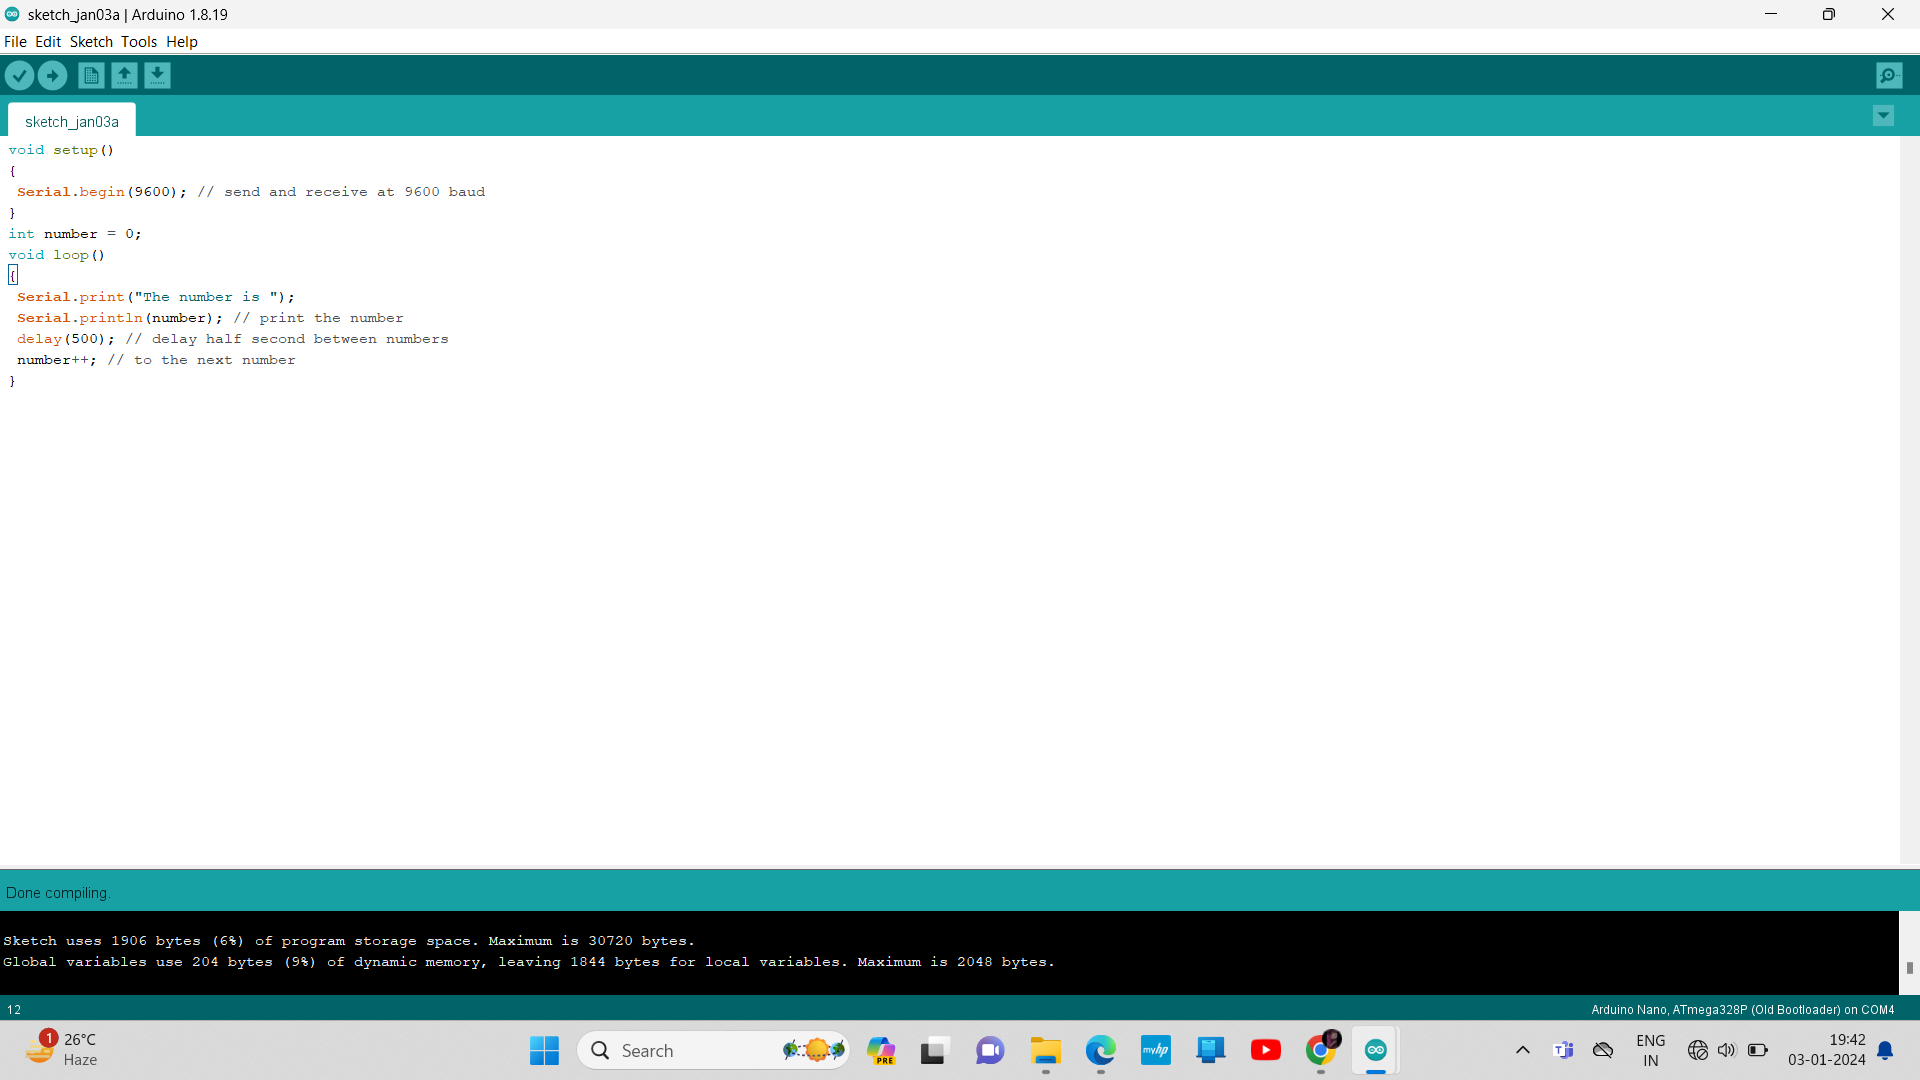 sketch_jan03a | Arduino 1.8.19
File Edit Sketch Tools Help
sketch_jan03a
void setup()
{
 Serial.begin(9600); // send and receive at 9600 baud
}
int number = 0;
void loop()
{
 Serial.print("The number is ");
 Serial.println(number); // print the number
 delay(500); // delay half second between numbers
 number++; // to the next number
}
Done compiling.
Sketch uses 1906 bytes (6%) of program storage space. Maximum is 30720 bytes.
Global variables use 204 bytes (9%) of dynamic memory, leaving 1844 bytes for local variables. Maximum is 2048 bytes.
12
Arduino Nano, ATmega328P (Old Bootloader) on COM4
1
26°C
Haze
Search
PRE
myhp
ENG
IN
19:42
03-01-2024